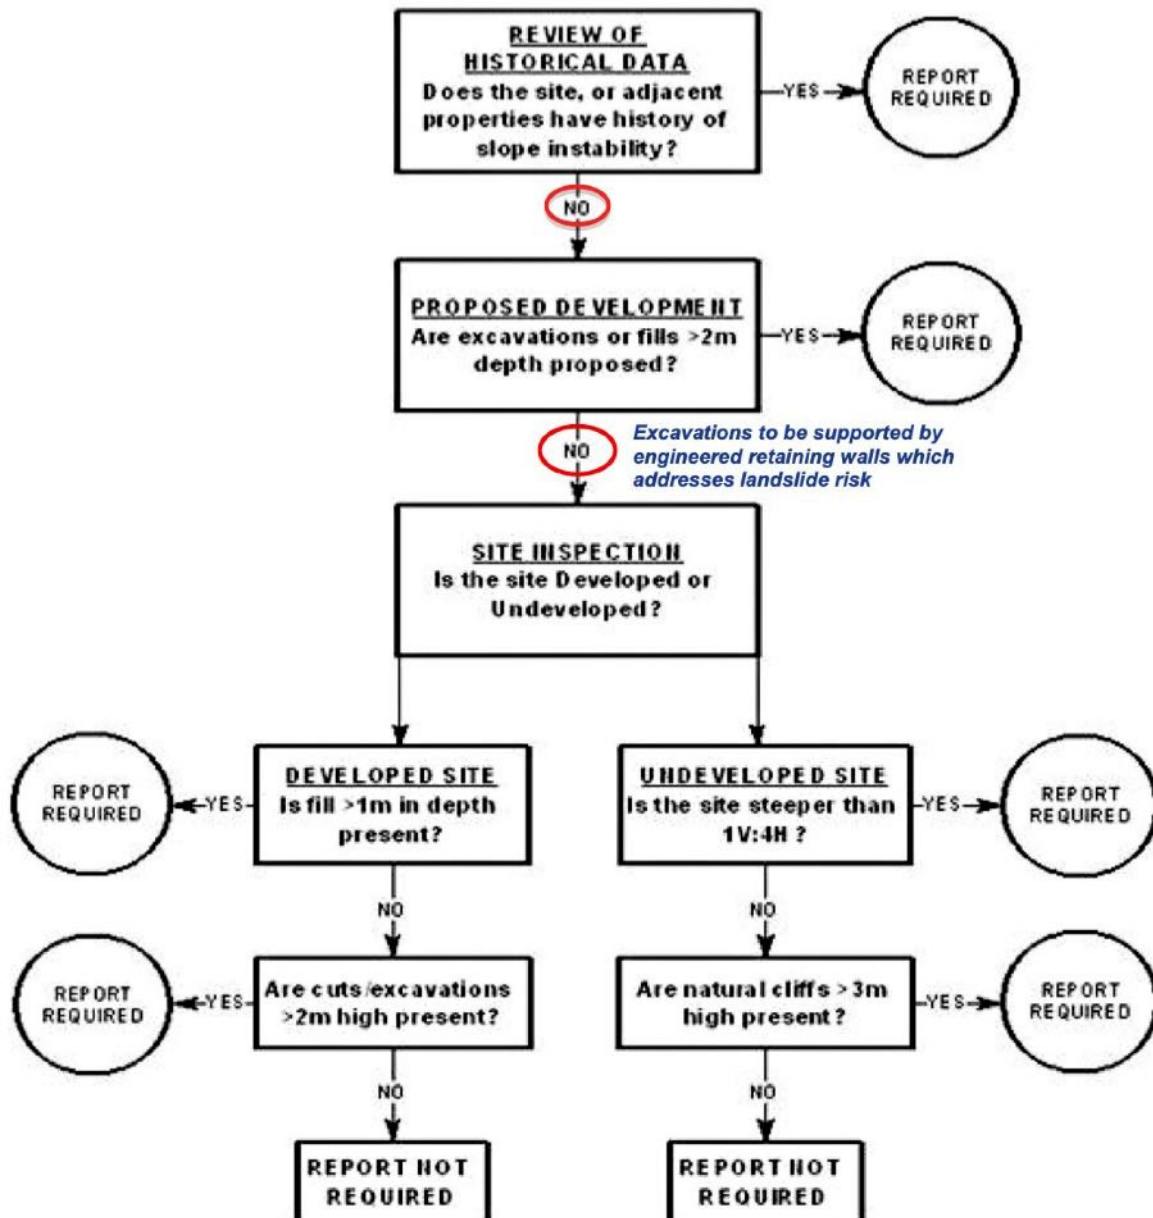 REVIEW OF
HISTORICAL DATA
Does the site, or adjacent
properties have history of
slope instability?
YES
REPORT
REQUIRED
NO
PROPOSED DEVELOPMENT
Are excavations or fills >2m
depth proposed?
YES
REPORT
REQUIRED
NO
Excavations to be supported by
engineered retaining walls which
addresses landslide risk
SITE INSPECTION
Is the site Developed or
Undeveloped?
REPORT
REQUIRED
YES
DEVELOPED SITE
Is fill >1m in depth
present?
UNDEVELOPED SITE
Is the site steeper than
1V:4H ?
YES
REPORT
REQUIRED
NO
NO
REPORT
REQUIRED
YES
Are cuts/excavations
>2m high present?
Are natural cliffs >3m
high present?
YES
REPORT
REQUIRED
NO
NO
REPORT NOT
REQUIRED
REPORT NOT
REQUIRED